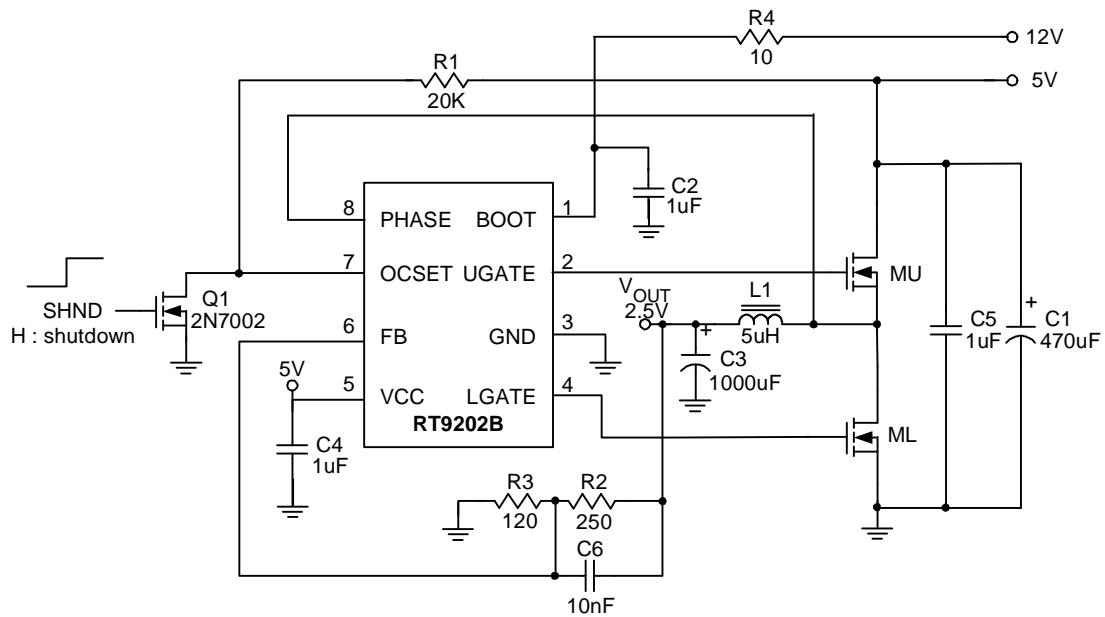 R4
10
12V
R1
20K
5V
C2
1uF
8
PHASE
BOOT
1
7
OCSET
UGATE
2
MU
SHND
H : shutdown
Q1
2N7002
VOUT
2.5V
L1
5uH
6
FB
GND
3
C3
1000uF
C5
1uF
+
C1
470uF
+
5V
5
VCC
LGATE
4
RT9202B
ML
C4
1uF
R3
120
R2
250
C6
10nF